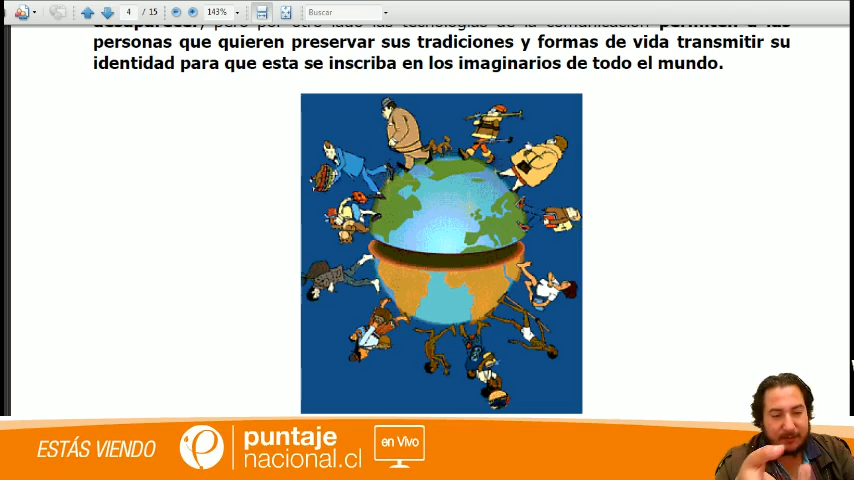 4 / 15
143%
Buscar
personas que quieren preservar sus tradiciones y formas de vida transmitir su
identidad para que esta se inscriba en los imaginarios de todo el mundo.
ESTÁS VIENDO
puntaje
nacional.cl
en Vivo